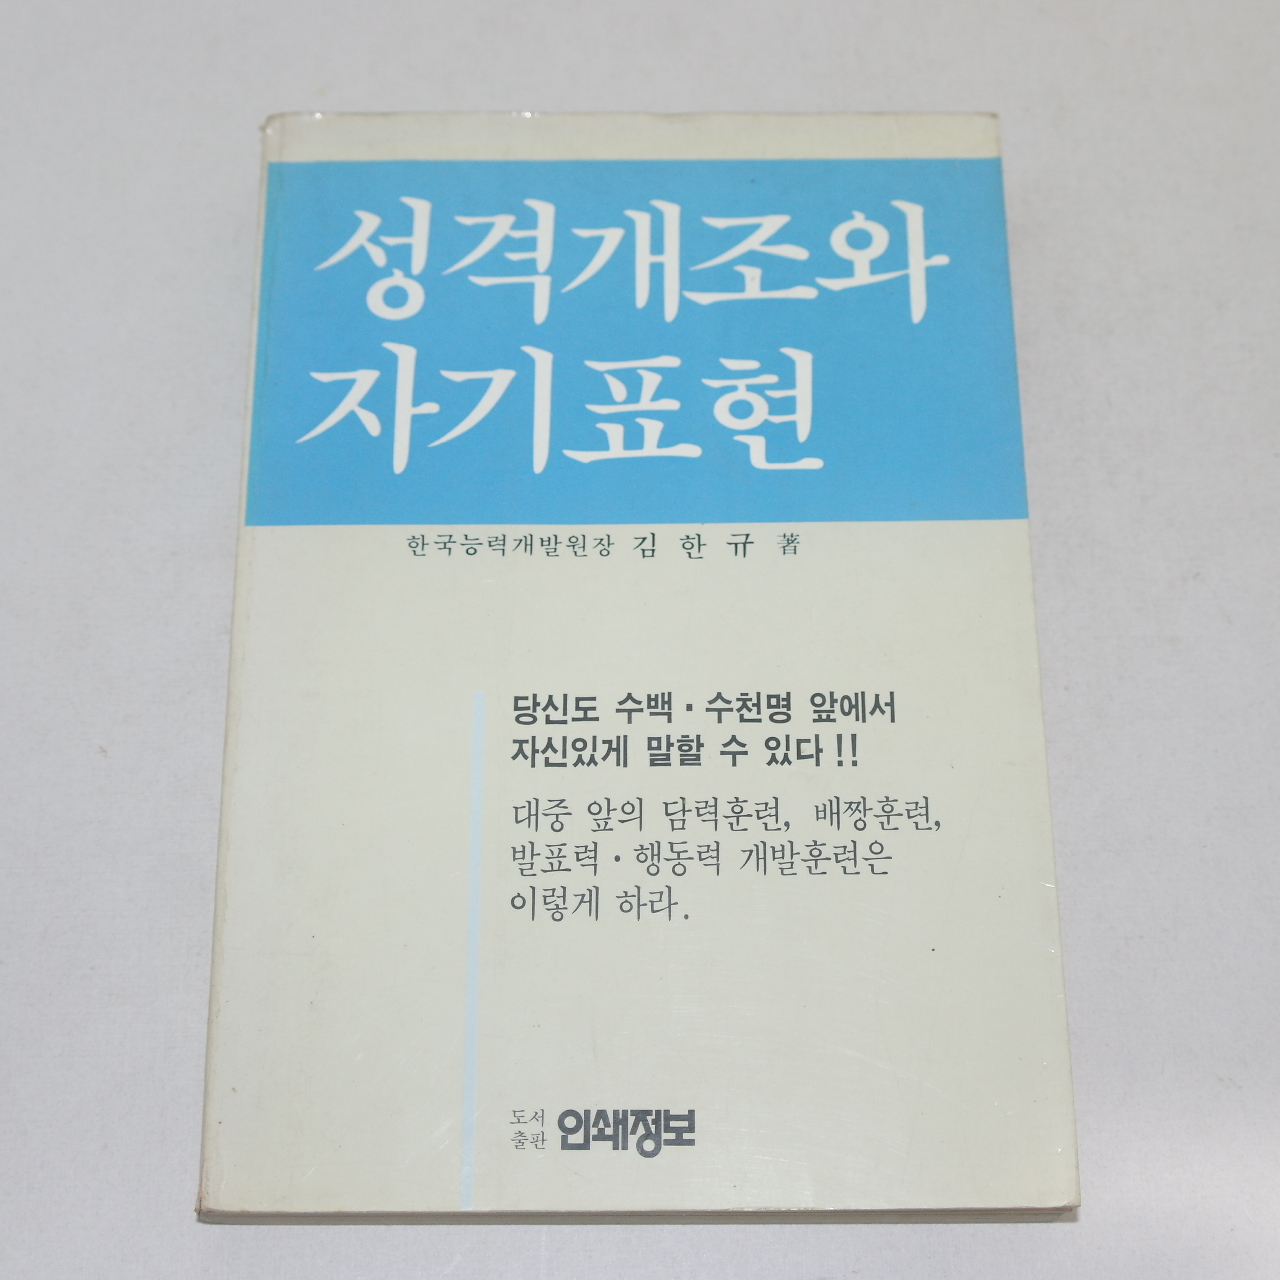 성격개조와
자기표현
한국능력개발원장 김 한 규 著
당신도 수백·수천명 앞에서
자신있게 말할 수 있다!!
대중 앞의 담력훈련, 배짱훈련,
발표력·행동력 개발훈련은
이렇게 하라.
도서
출판 인쇄정보